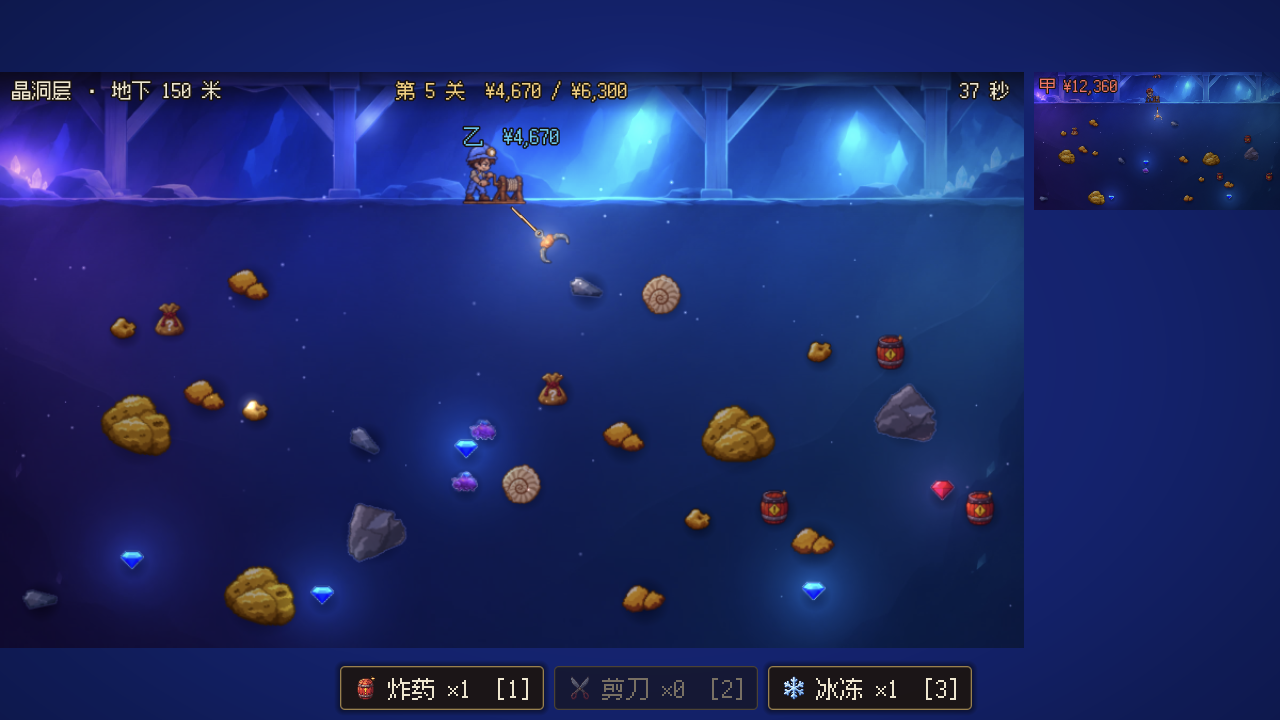 晶洞层 · 地下 150 米
第 5 关 ¥4,670 / ¥6,300
37 秒
甲 ¥12,360
乙 ¥4,670
炸药 ×1 [1]
剪刀 ×0 [2]
冰冻 ×1 [3]